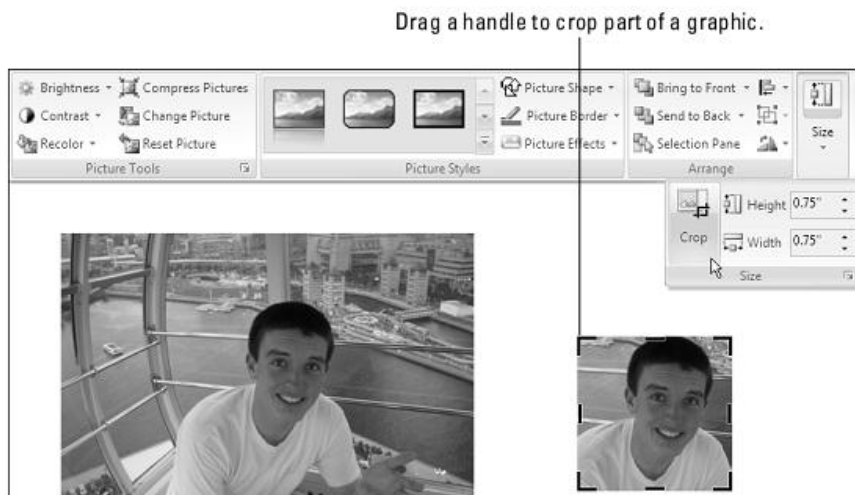 Drag a handle to crop part of a graphic.
Brightness
Compress Pictures
Contrast
Change Picture
Recolor
Reset Picture
Picture Tools
Picture Shape
Picture Border
Picture Effects
Picture Styles
Bring to Front
Send to Back
Selection Pane
Arrange
Size
Crop
Height 0.75"
Width 0.75"
Size